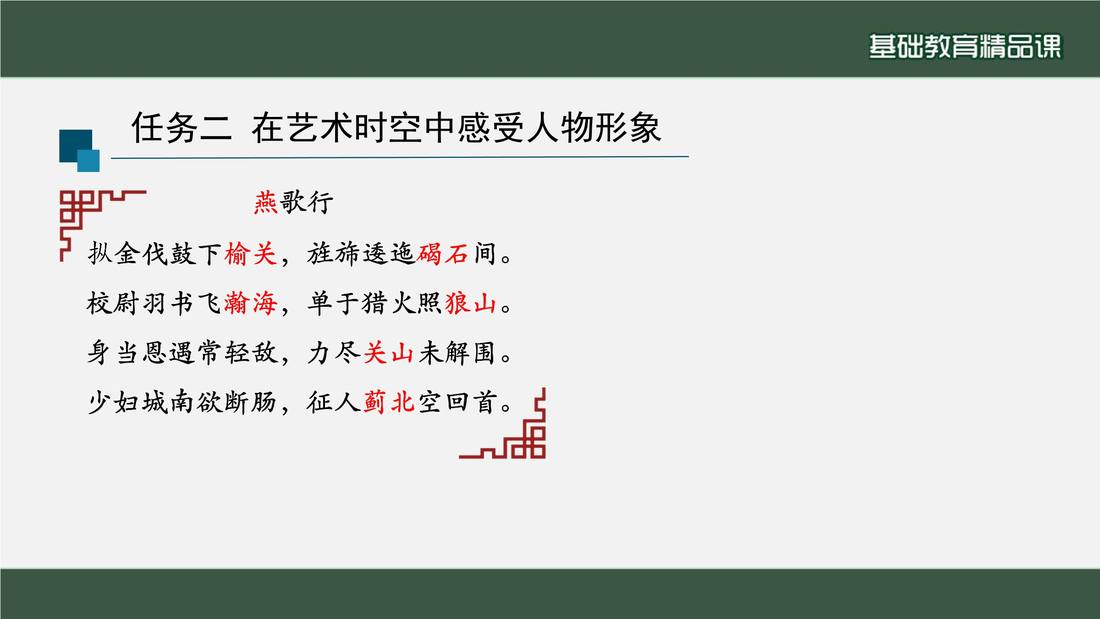 基础教育精品课
任务二 在艺术时空中感受人物形象
燕歌行
摐金伐鼓下榆关，旌旆逶迤碣石间。
校尉羽书飞瀚海，单于猎火照狼山。
身当恩遇常轻敌，力尽关山未解围。
少妇城南欲断肠，征人蓟北空回首。